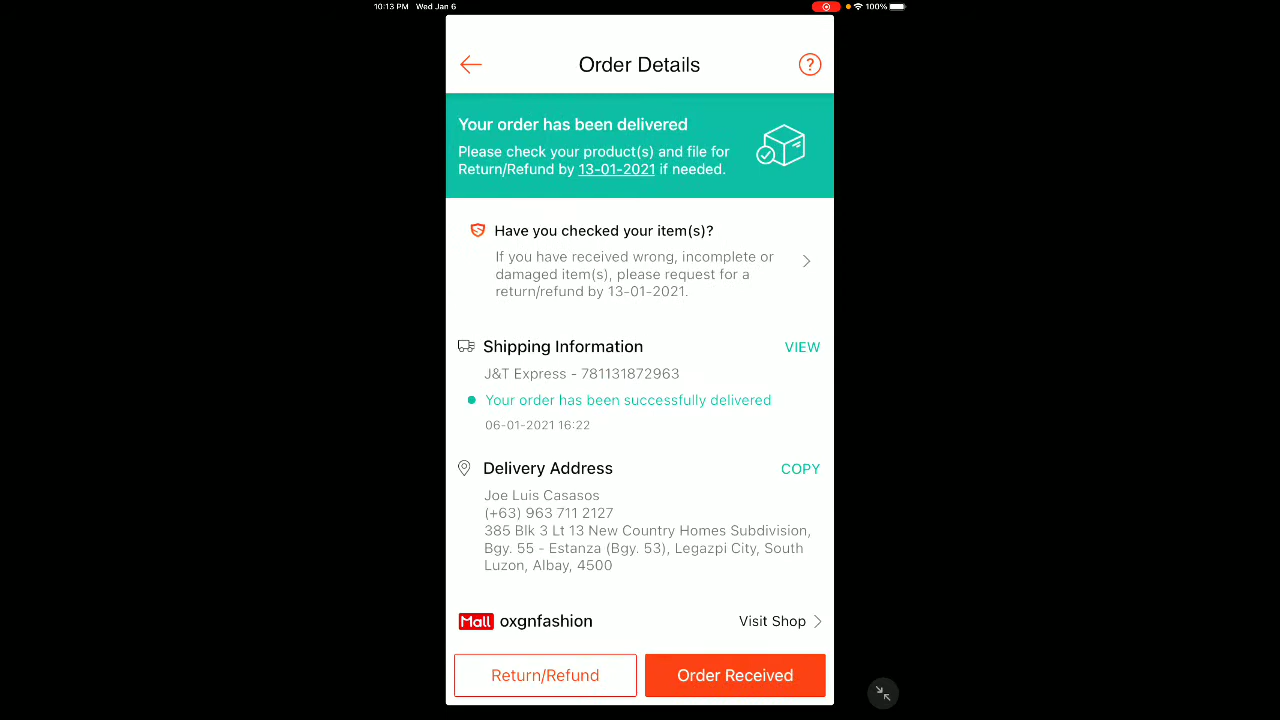 10:13 PM Wed Jan 6
100%
Order Details
?
Your order has been delivered
Please check your product(s) and file for
Return/Refund by 13-01-2021 if needed.
Have you checked your item(s)?
If you have received wrong, incomplete or
damaged item(s), please request for a
return/refund by 13-01-2021.
Shipping Information VIEW
J&T Express - 781131872963
Your order has been successfully delivered
06-01-2021 16:22
Delivery Address COPY
Joe Luis Casasos
(+63) 963 711 2127
385 Blk 3 Lt 13 New Country Homes Subdivision,
Bgy. 55 - Estanza (Bgy. 53), Legazpi City, South
Luzon, Albay, 4500
Mall oxgnfashion Visit Shop
Return/Refund Order Received